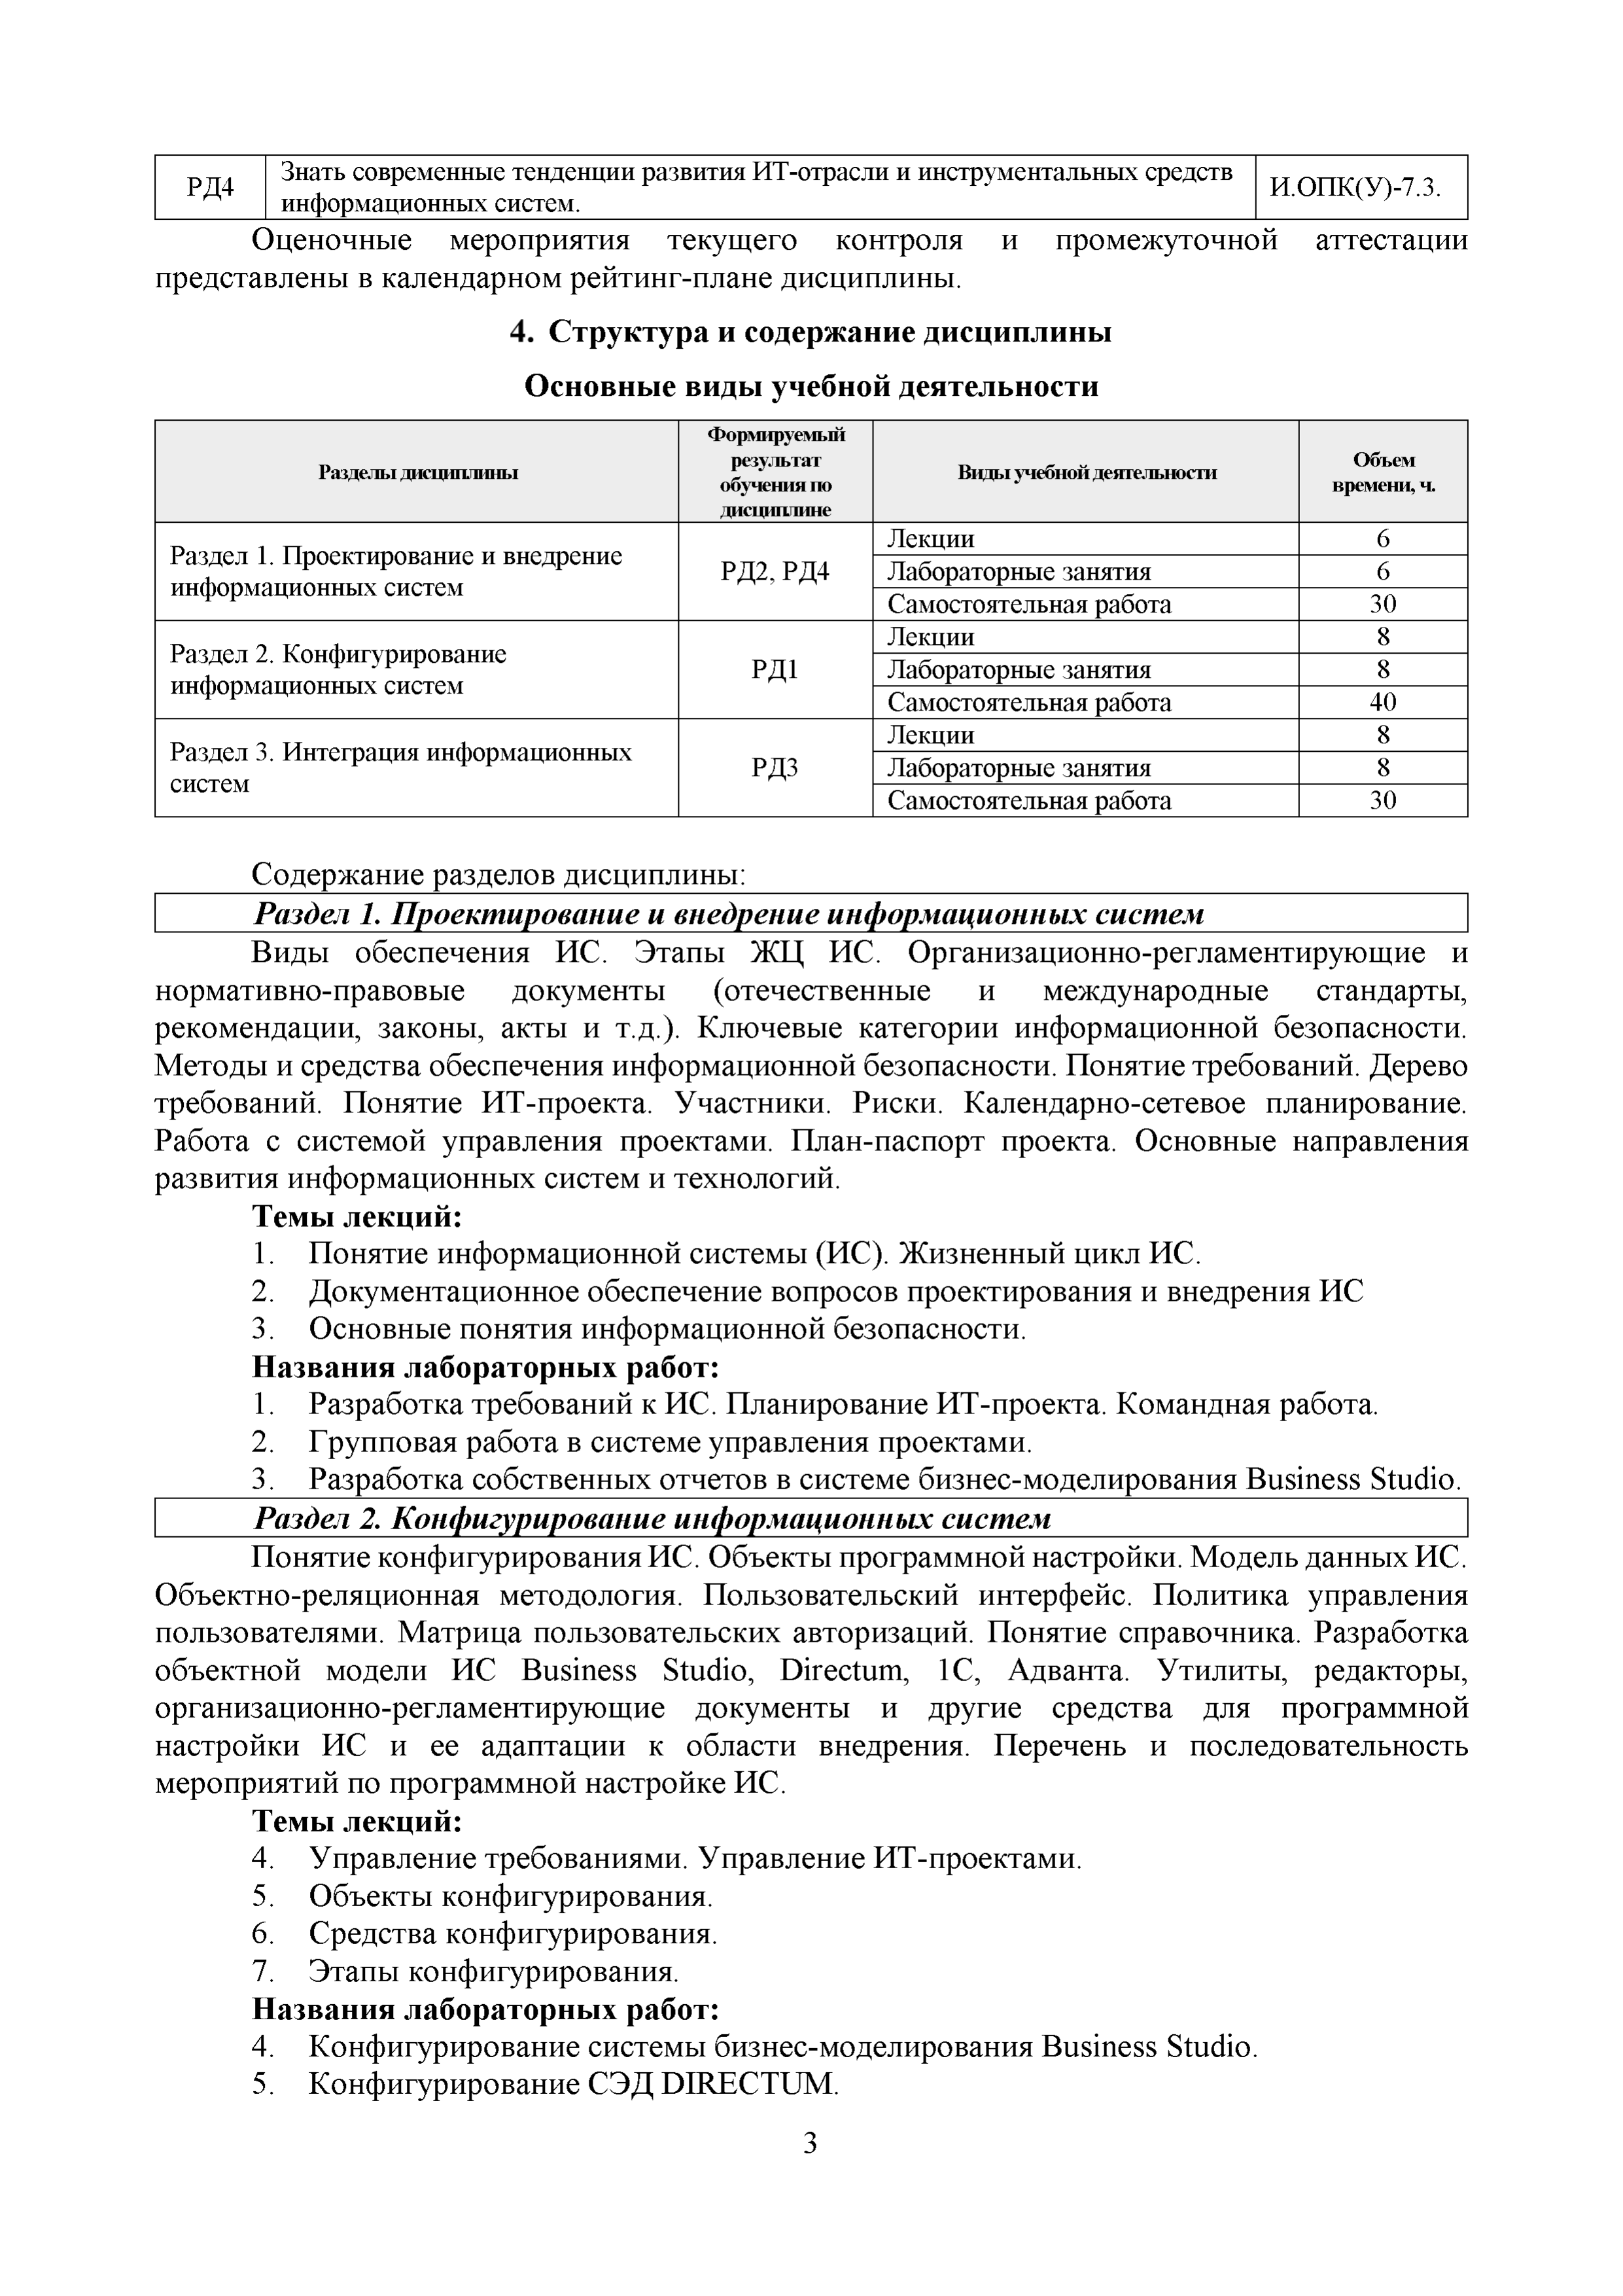 РД4
Знать современные тенденции развития ИТ-отрасли и инструментальных средств
информационных систем.
И.ОПК(У)-7.3.
Оценочные мероприятия текущего контроля и промежуточной аттестации
представлены в календарном рейтинг-плане дисциплины.
4. Структура и содержание дисциплины
Основные виды учебной деятельности
Разделы дисциплины
Формируемый
результат
обучения по
дисциплине
Виды учебной деятельности
Объем
времени, ч.
Раздел 1. Проектирование и внедрение
информационных систем
РД2, РД4
Лекции 6
Лабораторные занятия 6
Самостоятельная работа 30
Раздел 2. Конфигурирование
информационных систем
РД1
Лекции 8
Лабораторные занятия 8
Самостоятельная работа 40
Раздел 3. Интеграция информационных
систем
РД3
Лекции 8
Лабораторные занятия 8
Самостоятельная работа 30
Содержание разделов дисциплины:
Раздел 1. Проектирование и внедрение информационных систем
Виды обеспечения ИС. Этапы ЖЦ ИС. Организационно-регламентирующие и
нормативно-правовые документы (отечественные и международные стандарты,
рекомендации, законы, акты и т.д.). Ключевые категории информационной безопасности.
Методы и средства обеспечения информационной безопасности. Понятие требований. Дерево
требований. Понятие ИТ-проекта. Участники. Риски. Календарно-сетевое планирование.
Работа с системой управления проектами. План-паспорт проекта. Основные направления
развития информационных систем и технологий.
Темы лекций:
1. Понятие информационной системы (ИС). Жизненный цикл ИС.
2. Документационное обеспечение вопросов проектирования и внедрения ИС
3. Основные понятия информационной безопасности.
Названия лабораторных работ:
1. Разработка требований к ИС. Планирование ИТ-проекта. Командная работа.
2. Групповая работа в системе управления проектами.
3. Разработка собственных отчетов в системе бизнес-моделирования Business Studio.
Раздел 2. Конфигурирование информационных систем
Понятие конфигурирования ИС. Объекты программной настройки. Модель данных ИС.
Объектно-реляционная методология. Пользовательский интерфейс. Политика управления
пользователями. Матрица пользовательских авторизаций. Понятие справочника. Разработка
объектной модели ИС Business Studio, Directum, 1С, Адванта. Утилиты, редакторы,
организационно-регламентирующие документы и другие средства для программной
настройки ИС и ее адаптации к области внедрения. Перечень и последовательность
мероприятий по программной настройке ИС.
Темы лекций:
4. Управление требованиями. Управление ИТ-проектами.
5. Объекты конфигурирования.
6. Средства конфигурирования.
7. Этапы конфигурирования.
Названия лабораторных работ:
4. Конфигурирование системы бизнес-моделирования Business Studio.
5. Конфигурирование СЭД DIRECTUM.
3